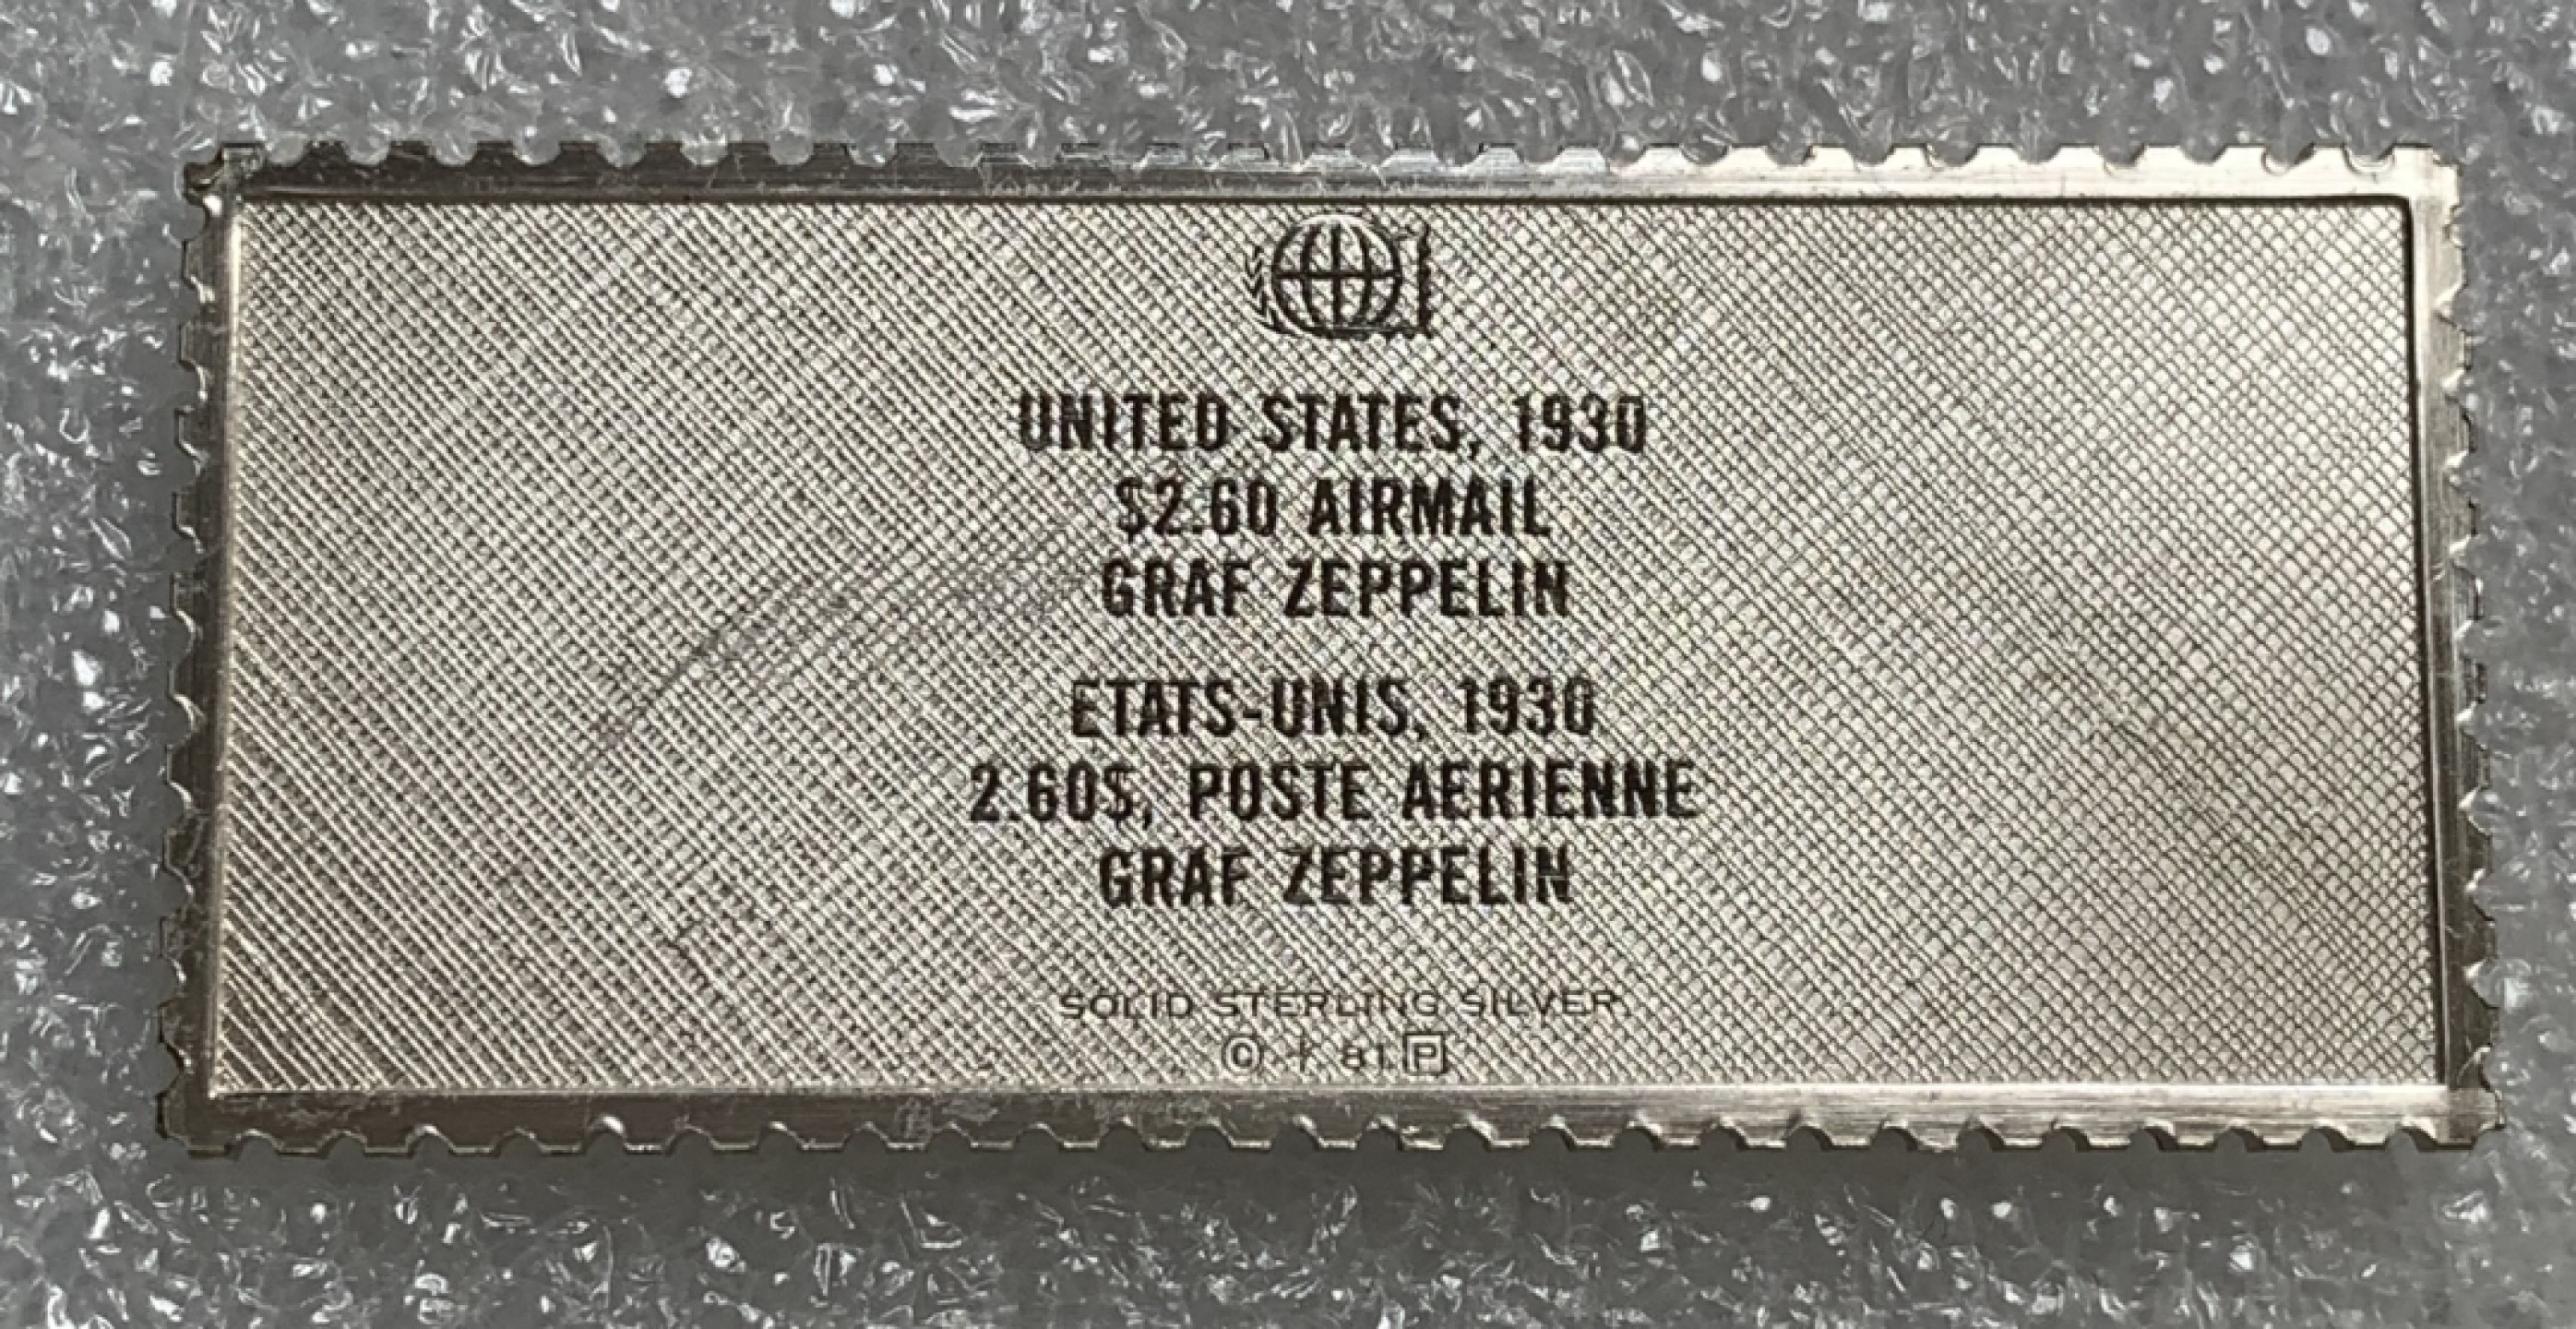 UNITED STATES, 1930
$2.60 AIRMAIL
GRAF ZEPPELIN
ETATS-UNIS, 1930
2.60$, POSTE AERIENNE
GRAF ZEPPELIN
SOLID STERLING SILVER
© 81 P